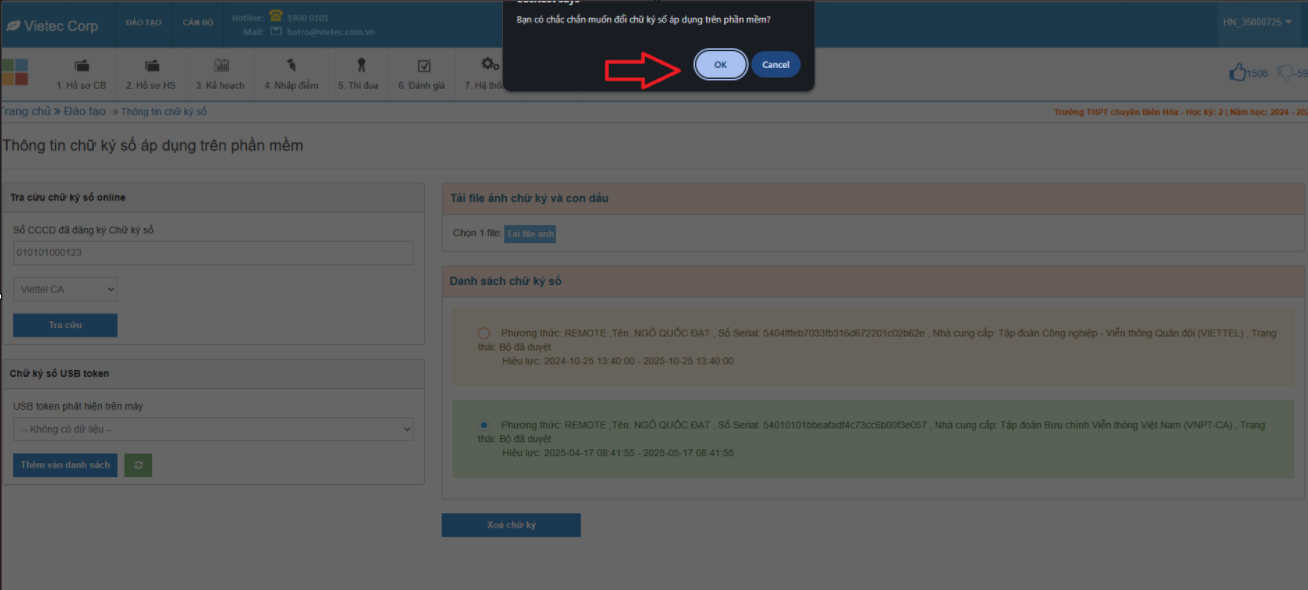 Bạn có chắc chắn muốn đổi chữ ký số áp dụng trên phần mềm?
OK
Cancel
Vietec Corp
ĐÀO TẠO
CÁN BỘ
Hotline: 1900 0101
Mail: hotro@vietec.com.vn
HN_35000725
1. Hồ sơ CB
2. Hồ sơ HS
3. Kế hoạch
4. Nhập điểm
5. Thi đua
6. Đánh giá
7. Hệ thố
1508
-59
Trang chủ » Đào tạo » Thông tin chữ ký số
Trường THPT chuyên Biên Hòa - Học kỳ: 2 | Năm học: 2024 - 202
Thông tin chữ ký số áp dụng trên phần mềm
Tra cứu chữ ký số online
Số CCCD đã đăng ký Chữ ký số
010101000123
Viettel CA
Tra cứu
Chữ ký số USB token
USB token phát hiện trên máy
-- Không có dữ liệu --
Thêm vào danh sách
Tải file ảnh chữ ký và con dấu
Chọn 1 file: Tải file ảnh
Danh sách chữ ký số
Phương thức: REMOTE ,Tên: NGÔ QUỐC ĐẠT , Số Serial: 5404fffeb7033fb316d672201c02b62e , Nhà cung cấp: Tập đoàn Công nghiệp - Viễn thông Quân đội (VIETTEL) , Trạng
thái: Bộ đã duyệt
Hiệu lực: 2024-10-25 13:40:00 - 2025-10-25 13:40:00
Phương thức: REMOTE ,Tên: NGÔ QUỐC ĐẠT , Số Serial: 54010101bbeafadf4c73cc6b00f3e057 , Nhà cung cấp: Tập đoàn Bưu chính Viễn thông Việt Nam (VNPT-CA) , Trạng
thái: Bộ đã duyệt
Hiệu lực: 2025-04-17 08:41:55 - 2025-05-17 08:41:55
Xoá chữ ký